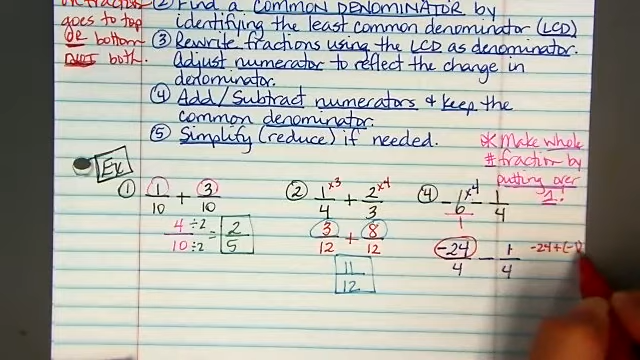 ② Find a COMMON DENOMINATOR by
identifying the least common denominator (LCD)
③ Rewrite fractions using the LCD as denominator.
Adjust numerator to reflect the change in
denominator.
④ Add/Subtract numerators & keep the
common denominator.
⑤ Simplify (reduce) if needed.
goes to top
OR bottom
NOT both.
* Make whole
# fraction by
putting over
1!
Ex
① 1/10 + 3/10
4÷2/10÷2 = 2/5
② 1x3/4 + 2x4/3
3/12 + 8/12
11/12
④ -6x4/1 - 1/4
-24/4 - 1/4
-24+(-1)